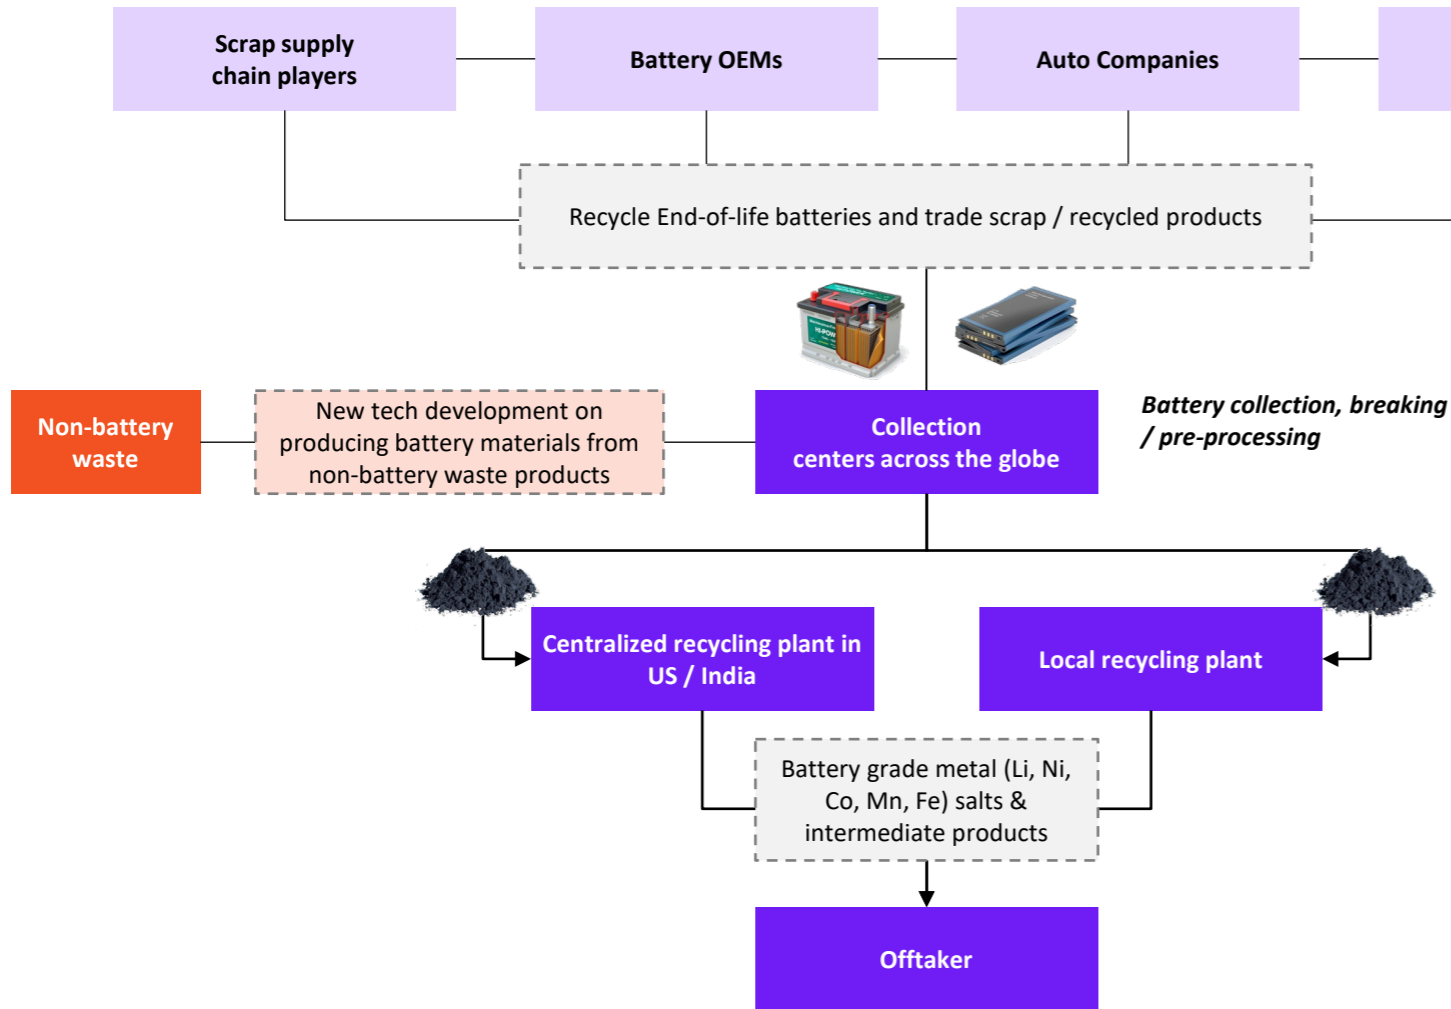 Scrap supply
chain players
Battery OEMs
Auto Companies
Recycle End-of-life batteries and trade scrap / recycled products
HI-POW
Non-battery
waste
New tech development on
producing battery materials from
non-battery waste products
Collection
centers across the globe
Battery collection, breaking
/ pre-processing
Centralized recycling plant in
US / India
Local recycling plant
Battery grade metal (Li, Ni,
Co, Mn, Fe) salts &
intermediate products
Offtaker